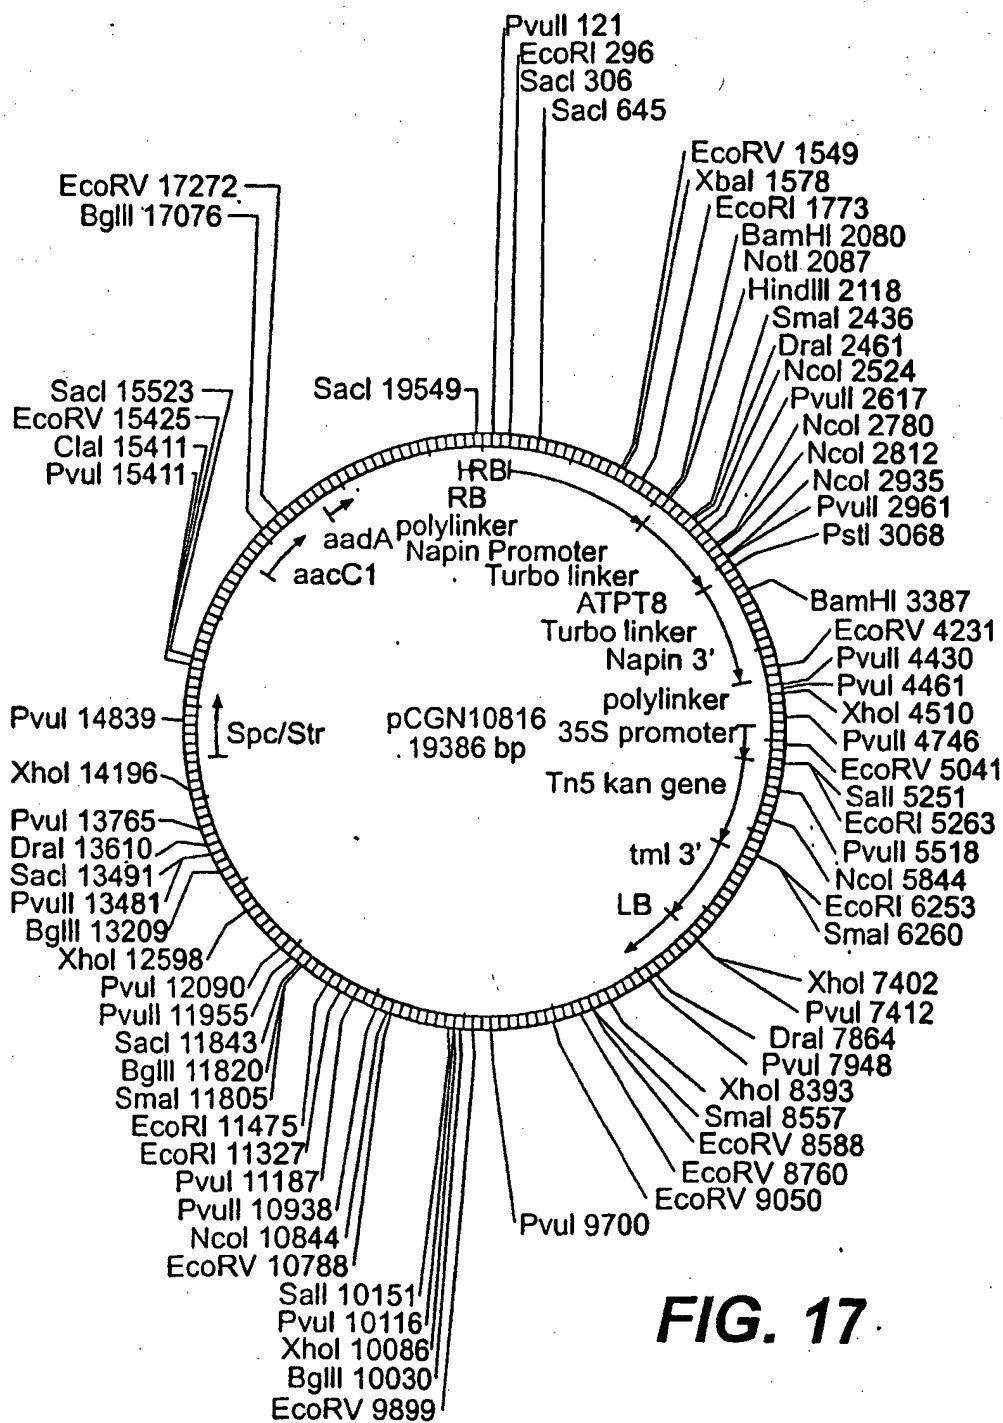 PvuII 121
EcoRI 296
SacI 306
SacI 645
EcoRV 1549
XbaI 1578
EcoRI 1773
BamHI 2080
NotI 2087
HindIII 2118
SmaI 2436
DraI 2461
NcoI 2524
PvuII 2617
NcoI 2780
NcoI 2812
NcoI 2935
PvuII 2961
PstI 3068
BamHI 3387
EcoRV 4231
PvuII 4430
PvuI 4461
XhoI 4510
PvuII 4746
EcoRV 5041
SalI 5251
EcoRI 5263
PvuII 5518
NcoI 5844
EcoRI 6253
SmaI 6260
XhoI 7402
PvuI 7412
DraI 7864
PvuI 7948
XhoI 8393
SmaI 8557
EcoRV 8588
EcoRV 8760
EcoRV 9050
PvuI 9700
EcoRV 9899
BglII 10030
XhoI 10086
PvuI 10116
SalI 10151
EcoRV 10788
NcoI 10844
PvuII 10938
PvuI 11187
EcoRI 11327
EcoRI 11475
SmaI 11805
BglII 11820
SacI 11843
PvuII 11955
PvuI 12090
XhoI 12598
BglII 13209
PvuII 13481
SacI 13491
DraI 13610
PvuI 13765
XhoI 14196
PvuI 14839
PvuI 15411
ClaI 15411
EcoRV 15425
SacI 15523
BglII 17076
EcoRV 17272
SacI 19549
RB
RB
polylinker
Napin Promoter
Turbo linker
ATPT8
Turbo linker
Napin 3'
polylinker
35S promoter
Tn5 kan gene
tml 3'
LB
Spc/Str
aacC1
aadA
pCGN10816
19386 bp
FIG. 17